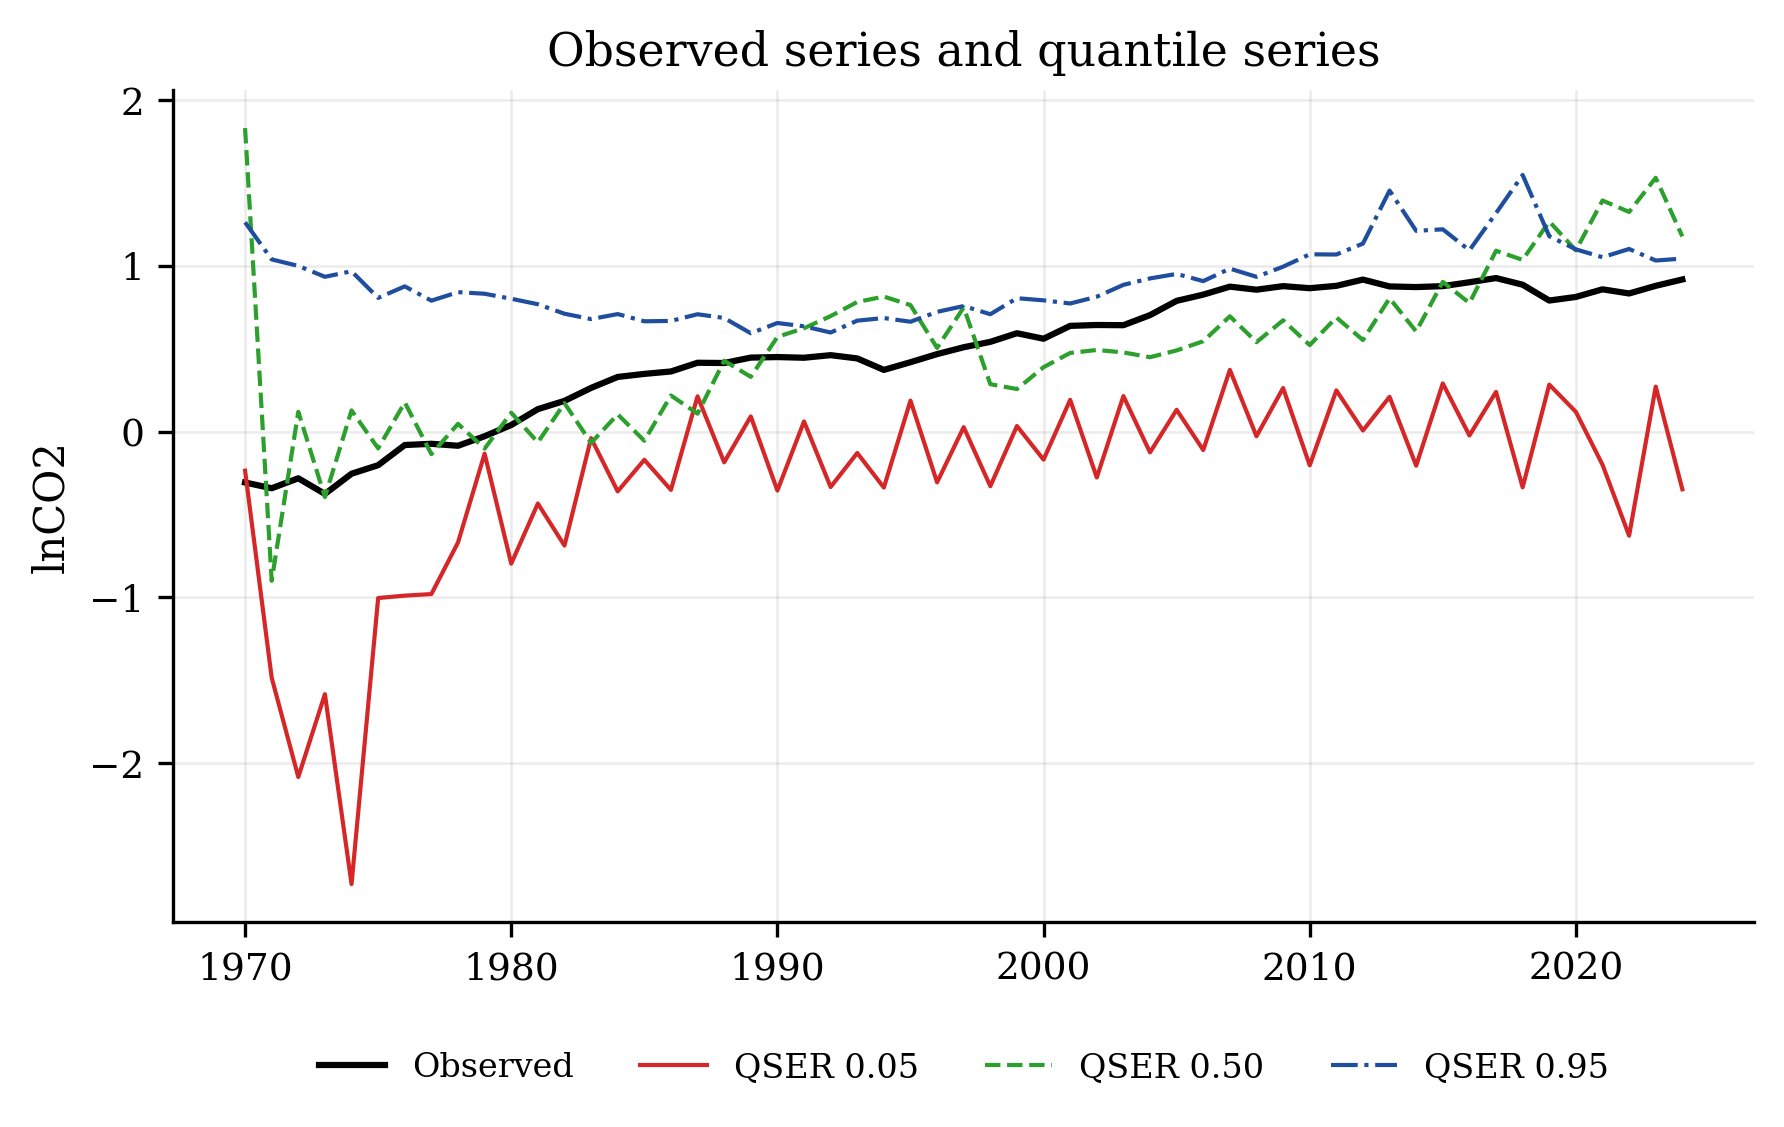 Observed series and quantile series
lnCO2
2
1
0
−1
−2
1970 1980 1990 2000 2010 2020
Observed QSER 0.05 QSER 0.50 QSER 0.95